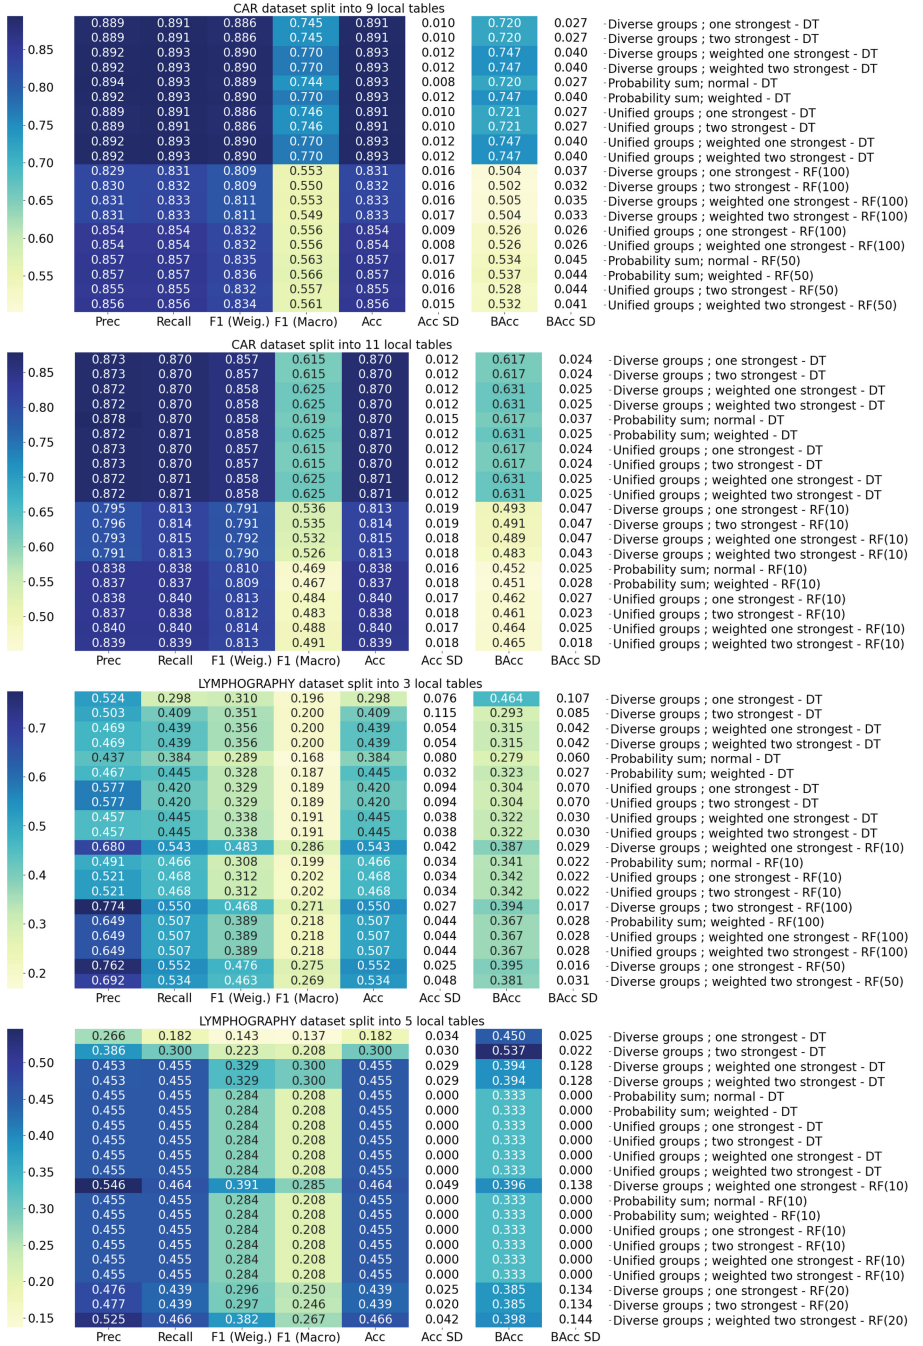 CAR dataset split into 9 local tables
0.85
0.80
0.75
0.70
0.65
0.60
0.55
0.889 0.891 0.886 0.745 0.891 0.010 0.720 0.027 Diverse groups ; one strongest - DT
0.889 0.891 0.886 0.745 0.891 0.010 0.720 0.027 Diverse groups ; two strongest - DT
0.892 0.893 0.890 0.770 0.893 0.012 0.747 0.040 Diverse groups ; weighted one strongest - DT
0.892 0.893 0.890 0.770 0.893 0.012 0.747 0.040 Diverse groups ; weighted two strongest - DT
0.894 0.893 0.889 0.744 0.893 0.008 0.720 0.027 Probability sum; normal - DT
0.892 0.893 0.890 0.770 0.893 0.012 0.747 0.040 Probability sum; weighted - DT
0.889 0.891 0.886 0.746 0.891 0.010 0.721 0.027 Unified groups ; one strongest - DT
0.889 0.891 0.886 0.746 0.891 0.010 0.721 0.027 Unified groups ; two strongest - DT
0.892 0.893 0.890 0.770 0.893 0.012 0.747 0.040 Unified groups ; weighted one strongest - DT
0.892 0.893 0.890 0.770 0.893 0.012 0.747 0.040 Unified groups ; weighted two strongest - DT
0.829 0.831 0.809 0.553 0.831 0.016 0.504 0.037 Diverse groups ; one strongest - RF(100)
0.830 0.832 0.809 0.550 0.832 0.016 0.502 0.032 Diverse groups ; two strongest - RF(100)
0.831 0.833 0.811 0.553 0.833 0.016 0.505 0.035 Diverse groups ; weighted one strongest - RF(100)
0.831 0.833 0.811 0.549 0.833 0.017 0.504 0.033 Diverse groups ; weighted two strongest - RF(100)
0.854 0.854 0.832 0.556 0.854 0.009 0.526 0.026 Unified groups ; one strongest - RF(100)
0.854 0.854 0.832 0.556 0.854 0.008 0.526 0.026 Unified groups ; weighted one strongest - RF(100)
0.857 0.857 0.835 0.563 0.857 0.017 0.534 0.045 Probability sum; normal - RF(50)
0.857 0.857 0.836 0.566 0.857 0.016 0.537 0.044 Probability sum; weighted - RF(50)
0.855 0.855 0.832 0.557 0.855 0.016 0.528 0.044 Unified groups ; two strongest - RF(50)
0.856 0.856 0.834 0.561 0.856 0.015 0.532 0.041 Unified groups ; weighted two strongest - RF(50)
Prec Recall F1 (Weig.) F1 (Macro) Acc Acc SD BAcc BAcc SD
CAR dataset split into 11 local tables
0.85
0.80
0.75
0.70
0.65
0.60
0.55
0.50
0.873 0.870 0.857 0.615 0.870 0.012 0.617 0.024 Diverse groups ; one strongest - DT
0.873 0.870 0.857 0.615 0.870 0.012 0.617 0.024 Diverse groups ; two strongest - DT
0.872 0.870 0.858 0.625 0.870 0.012 0.631 0.025 Diverse groups ; weighted one strongest - DT
0.872 0.870 0.858 0.625 0.870 0.012 0.631 0.025 Diverse groups ; weighted two strongest - DT
0.878 0.870 0.858 0.619 0.870 0.015 0.617 0.037 Probability sum; normal - DT
0.872 0.871 0.858 0.625 0.871 0.012 0.631 0.025 Probability sum; weighted - DT
0.873 0.870 0.857 0.615 0.870 0.012 0.617 0.024 Unified groups ; one strongest - DT
0.873 0.870 0.857 0.615 0.870 0.012 0.617 0.024 Unified groups ; two strongest - DT
0.872 0.871 0.858 0.625 0.871 0.012 0.631 0.025 Unified groups ; weighted one strongest - DT
0.872 0.871 0.858 0.625 0.871 0.012 0.631 0.025 Unified groups ; weighted two strongest - DT
0.795 0.813 0.791 0.536 0.813 0.019 0.493 0.047 Diverse groups ; one strongest - RF(10)
0.796 0.814 0.791 0.535 0.814 0.019 0.491 0.047 Diverse groups ; two strongest - RF(10)
0.793 0.815 0.792 0.532 0.815 0.018 0.489 0.047 Diverse groups ; weighted one strongest - RF(10)
0.791 0.813 0.790 0.526 0.813 0.018 0.483 0.043 Diverse groups ; weighted two strongest - RF(10)
0.838 0.838 0.810 0.469 0.838 0.016 0.452 0.025 Probability sum; normal - RF(10)
0.837 0.837 0.809 0.467 0.837 0.018 0.451 0.028 Probability sum; weighted - RF(10)
0.838 0.840 0.813 0.484 0.840 0.017 0.462 0.027 Unified groups ; one strongest - RF(10)
0.837 0.838 0.812 0.483 0.838 0.018 0.461 0.023 Unified groups ; two strongest - RF(10)
0.840 0.840 0.814 0.488 0.840 0.017 0.464 0.025 Unified groups ; weighted one strongest - RF(10)
0.839 0.839 0.813 0.491 0.839 0.018 0.465 0.018 Unified groups ; weighted two strongest - RF(10)
Prec Recall F1 (Weig.) F1 (Macro) Acc Acc SD BAcc BAcc SD
LYMPHOGRAPHY dataset split into 3 local tables
0.7
0.6
0.5
0.4
0.3
0.2
0.524 0.298 0.310 0.196 0.298 0.076 0.464 0.107 Diverse groups ; one strongest - DT
0.503 0.409 0.351 0.200 0.409 0.115 0.293 0.085 Diverse groups ; two strongest - DT
0.469 0.439 0.356 0.200 0.439 0.054 0.315 0.042 Diverse groups ; weighted one strongest - DT
0.469 0.439 0.356 0.200 0.439 0.054 0.315 0.042 Diverse groups ; weighted two strongest - DT
0.437 0.384 0.289 0.168 0.384 0.080 0.279 0.060 Probability sum; normal - DT
0.467 0.445 0.328 0.187 0.445 0.032 0.323 0.027 Probability sum; weighted - DT
0.577 0.420 0.329 0.189 0.420 0.094 0.304 0.070 Unified groups ; one strongest - DT
0.577 0.420 0.329 0.189 0.420 0.094 0.304 0.070 Unified groups ; two strongest - DT
0.457 0.445 0.338 0.191 0.445 0.038 0.322 0.030 Unified groups ; weighted one strongest - DT
0.457 0.445 0.338 0.191 0.445 0.038 0.322 0.030 Unified groups ; weighted two strongest - DT
0.680 0.543 0.483 0.286 0.543 0.042 0.387 0.029 Diverse groups ; weighted one strongest - RF(10)
0.491 0.466 0.308 0.199 0.466 0.034 0.341 0.022 Probability sum; normal - RF(10)
0.521 0.468 0.312 0.202 0.468 0.034 0.342 0.022 Unified groups ; one strongest - RF(10)
0.521 0.468 0.312 0.202 0.468 0.034 0.342 0.022 Unified groups ; two strongest - RF(10)
0.774 0.550 0.468 0.271 0.550 0.027 0.394 0.017 Diverse groups ; two strongest - RF(100)
0.649 0.507 0.389 0.218 0.507 0.044 0.367 0.028 Probability sum; weighted - RF(100)
0.649 0.507 0.389 0.218 0.507 0.044 0.367 0.028 Unified groups ; weighted one strongest - RF(100)
0.649 0.507 0.389 0.218 0.507 0.044 0.367 0.028 Unified groups ; weighted two strongest - RF(100)
0.762 0.552 0.476 0.275 0.552 0.025 0.395 0.016 Diverse groups ; one strongest - RF(50)
0.692 0.534 0.463 0.269 0.534 0.048 0.381 0.031 Diverse groups ; weighted two strongest - RF(50)
Prec Recall F1 (Weig.) F1 (Macro) Acc Acc SD BAcc BAcc SD
LYMPHOGRAPHY dataset split into 5 local tables
0.50
0.45
0.40
0.35
0.30
0.25
0.20
0.15
0.266 0.182 0.143 0.137 0.182 0.034 0.450 0.025 Diverse groups ; one strongest - DT
0.386 0.300 0.223 0.208 0.300 0.030 0.537 0.022 Diverse groups ; two strongest - DT
0.453 0.455 0.329 0.300 0.455 0.029 0.394 0.128 Diverse groups ; weighted one strongest - DT
0.453 0.455 0.329 0.300 0.455 0.029 0.394 0.128 Diverse groups ; weighted two strongest - DT
0.455 0.455 0.284 0.208 0.455 0.000 0.333 0.000 Probability sum; normal - DT
0.455 0.455 0.284 0.208 0.455 0.000 0.333 0.000 Probability sum; weighted - DT
0.455 0.455 0.284 0.208 0.455 0.000 0.333 0.000 Unified groups ; one strongest - DT
0.455 0.455 0.284 0.208 0.455 0.000 0.333 0.000 Unified groups ; two strongest - DT
0.455 0.455 0.284 0.208 0.455 0.000 0.333 0.000 Unified groups ; weighted one strongest - DT
0.455 0.455 0.284 0.208 0.455 0.000 0.333 0.000 Unified groups ; weighted two strongest - DT
0.546 0.464 0.391 0.285 0.464 0.049 0.396 0.138 Diverse groups ; weighted one strongest - RF(10)
0.455 0.455 0.284 0.208 0.455 0.000 0.333 0.000 Probability sum; normal - RF(10)
0.455 0.455 0.284 0.208 0.455 0.000 0.333 0.000 Probability sum; weighted - RF(10)
0.455 0.455 0.284 0.208 0.455 0.000 0.333 0.000 Unified groups ; one strongest - RF(10)
0.455 0.455 0.284 0.208 0.455 0.000 0.333 0.000 Unified groups ; two strongest - RF(10)
0.455 0.455 0.284 0.208 0.455 0.000 0.333 0.000 Unified groups ; weighted one strongest - RF(10)
0.455 0.455 0.284 0.208 0.455 0.000 0.333 0.000 Unified groups ; weighted two strongest - RF(10)
0.476 0.439 0.296 0.250 0.439 0.025 0.385 0.134 Diverse groups ; one strongest - RF(20)
0.477 0.439 0.297 0.246 0.439 0.020 0.385 0.134 Diverse groups ; two strongest - RF(20)
0.525 0.466 0.382 0.267 0.466 0.042 0.398 0.144 Diverse groups ; weighted two strongest - RF(20)
Prec Recall F1 (Weig.) F1 (Macro) Acc Acc SD BAcc BAcc SD